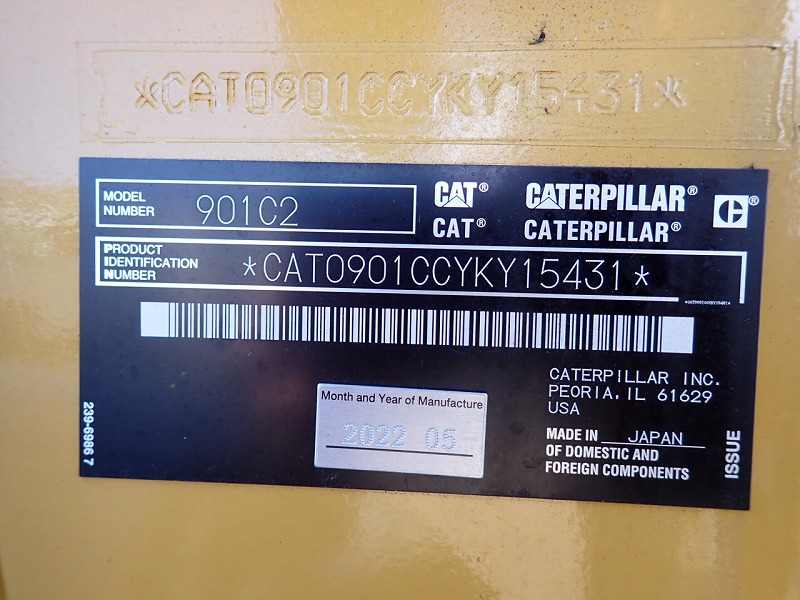 *CAT0901CCYKY15431*
MODEL NUMBER 901C2
CAT® CATERPILLAR® ®
CAT® CATERPILLAR®
PRODUCT IDENTIFICATION NUMBER *CAT0901CCYKY15431*
*CAT0901CCYKY15431*
CATERPILLAR INC.
PEORIA, IL 61629
USA
Month and Year of Manufacture
2022 05
MADE IN JAPAN
OF DOMESTIC AND
FOREIGN COMPONENTS
239-6986 7
ISSUE